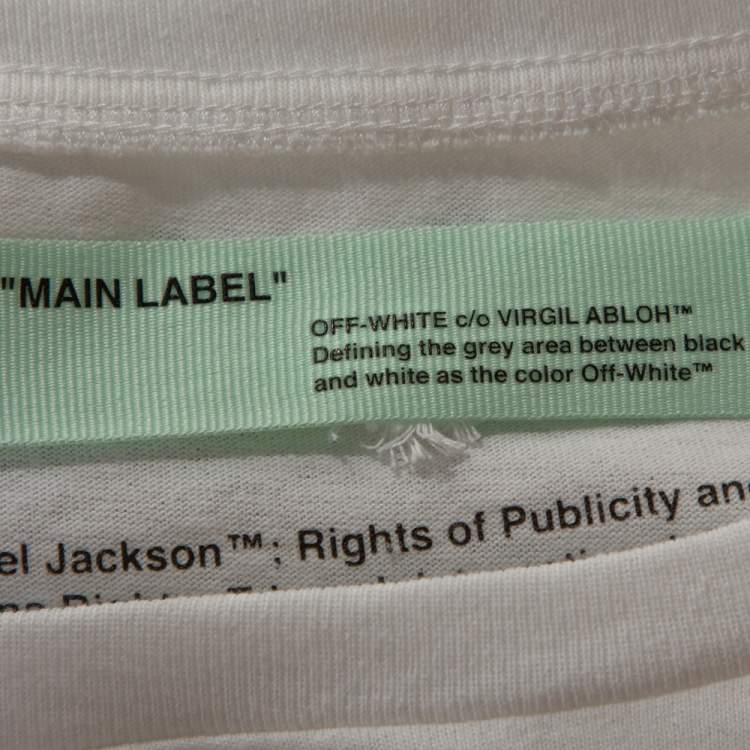 "MAIN LABEL"
OFF-WHITE c/o VIRGIL ABLOH™
Defining the grey area between black
and white as the color Off-White™
el Jackson™; Rights of Publicity and